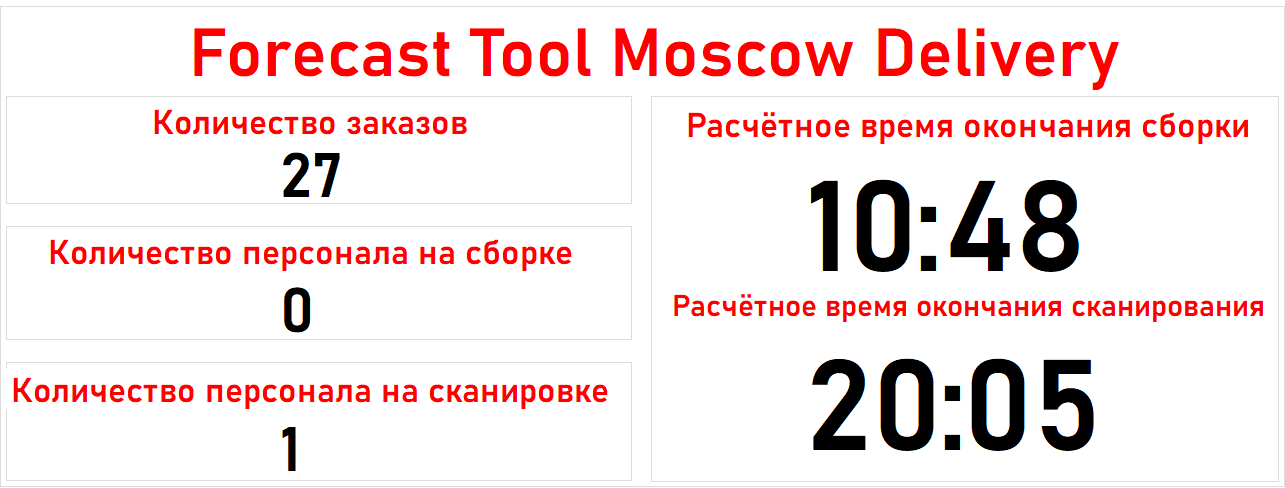 Forecast Tool Moscow Delivery
Количество заказов
27
Количество персонала на сборке
0
Количество персонала на сканировке
1
Расчётное время окончания сборки
10:48
Расчётное время окончания сканирования
20:05